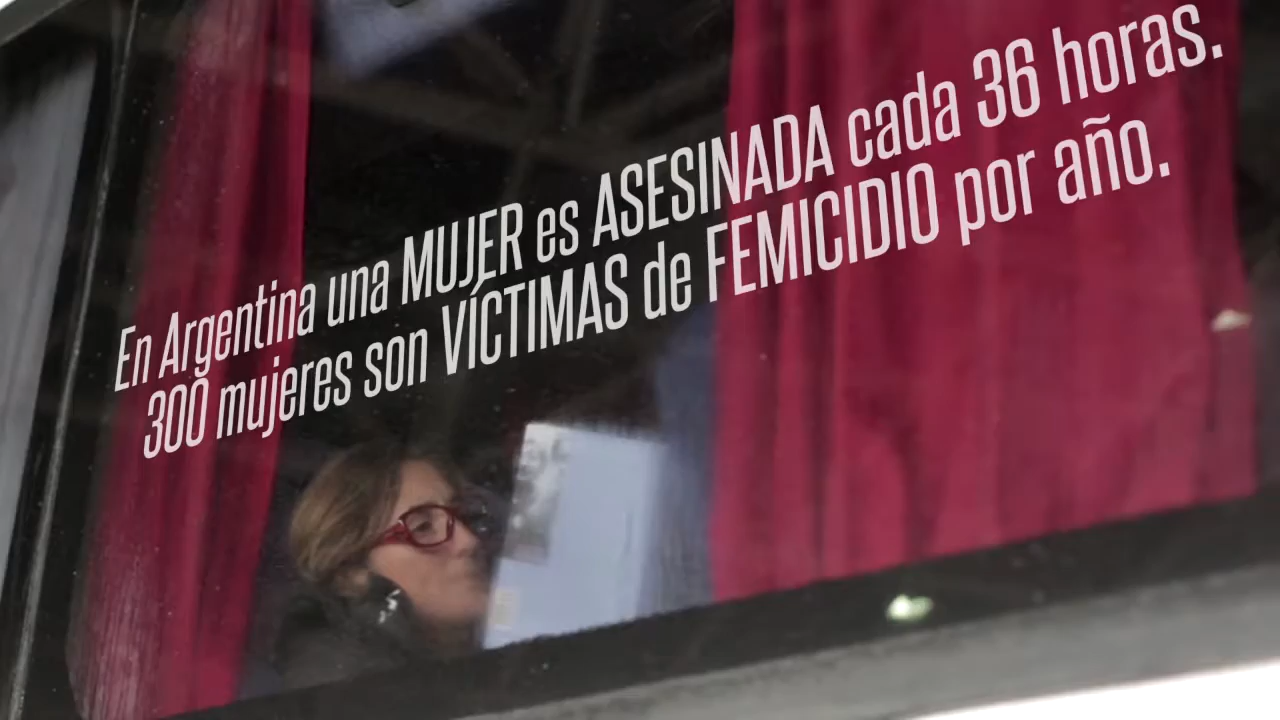 En Argentina una MUJER es ASESINADA cada 36 horas.
300 mujeres son VÍCTIMAS de FEMICIDIO por año.